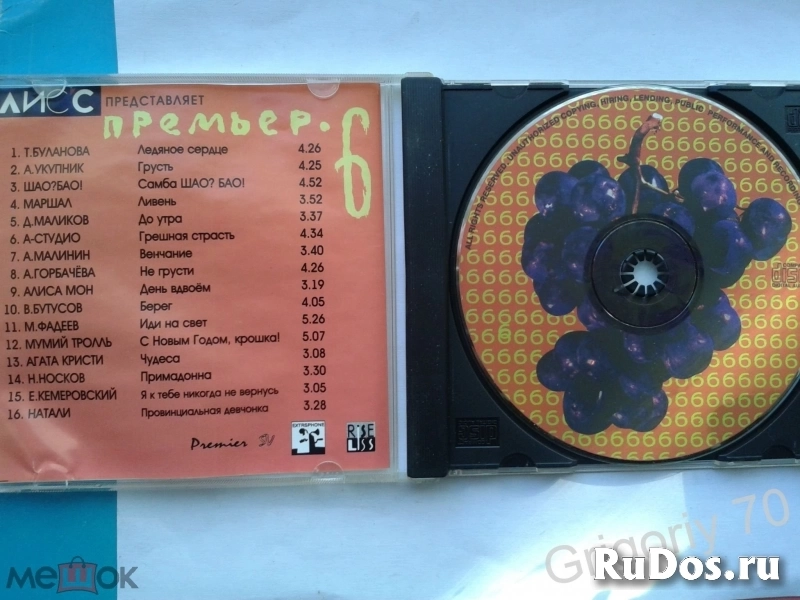 ЛИСС ПРЕДСТАВЛЯЕТ
ПРЕМЬЕР.6
1. Т.БУЛАНОВА Ледяное сердце 4.26
2. А.УКУПНИК Грусть 4.25
3. ШАО?БАО! Самба ШАО? БАО! 4.52
4. МАРШАЛ Ливень 3.52
5. Д.МАЛИКОВ До утра 3.37
6. А-СТУДИО Грешная страсть 4.34
7. А.МАЛИНИН Венчание 3.40
8. А.ГОРБАЧЁВА Не грусти 4.26
9. АЛИСА МОН День вдвоём 3.19
10. В.БУТУСОВ Берег 4.05
11. М.ФАДЕЕВ Иди на свет 5.26
12. МУМИЙ ТРОЛЛЬ С Новым Годом, крошка! 5.07
13. АГАТА КРИСТИ Чудеса 3.08
14. Н.НОСКОВ Примадонна 3.30
15. Е.КЕМЕРОВСКИЙ Я к тебе никогда не вернусь 3.05
16. НАТАЛИ Провинциальная девчонка 3.28
Premier SV
EXTRAPHONE
RISE LISS
ALL RIGHTS RESERVED. UNAUTHORIZED COPYING, HIRING, LENDING, PUBLIC PERFORMANCE AND
Grigoriy 70
мешок
RuDos.ru